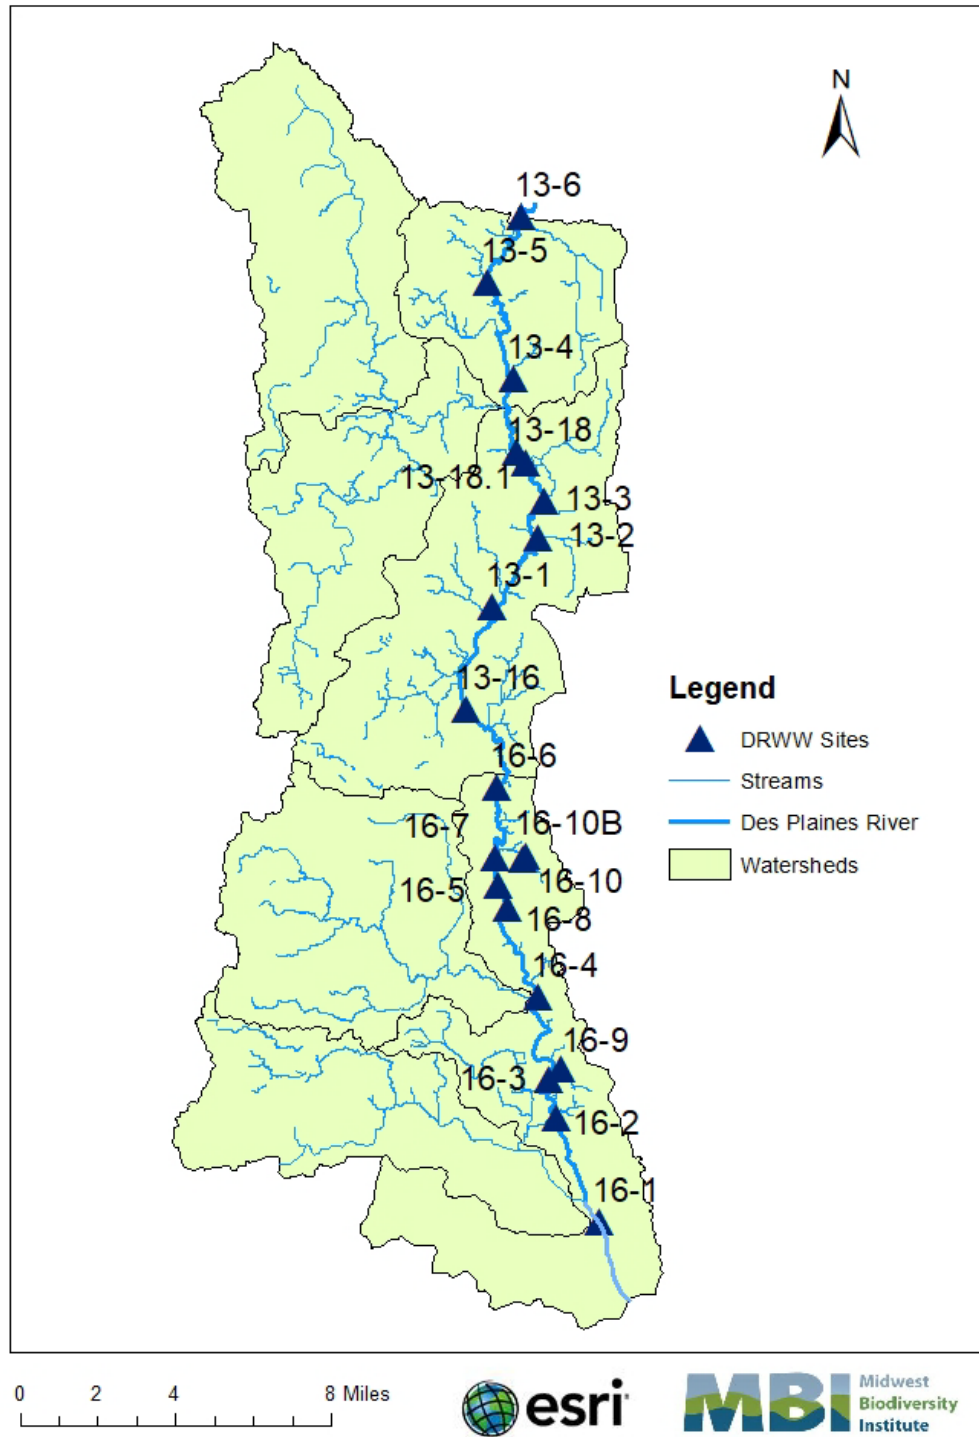 N
13-6
13-5
13-4
13-18
13-18.1
13-3
13-2
13-1
13-16
16-6
16-7
16-10B
16-5
16-10
16-8
16-4
16-9
16-3
16-2
16-1
Legend
DRWW Sites
Streams
Des Plaines River
Watersheds
0 2 4 8 Miles
esri
MBI Midwest
Biodiversity
Institute